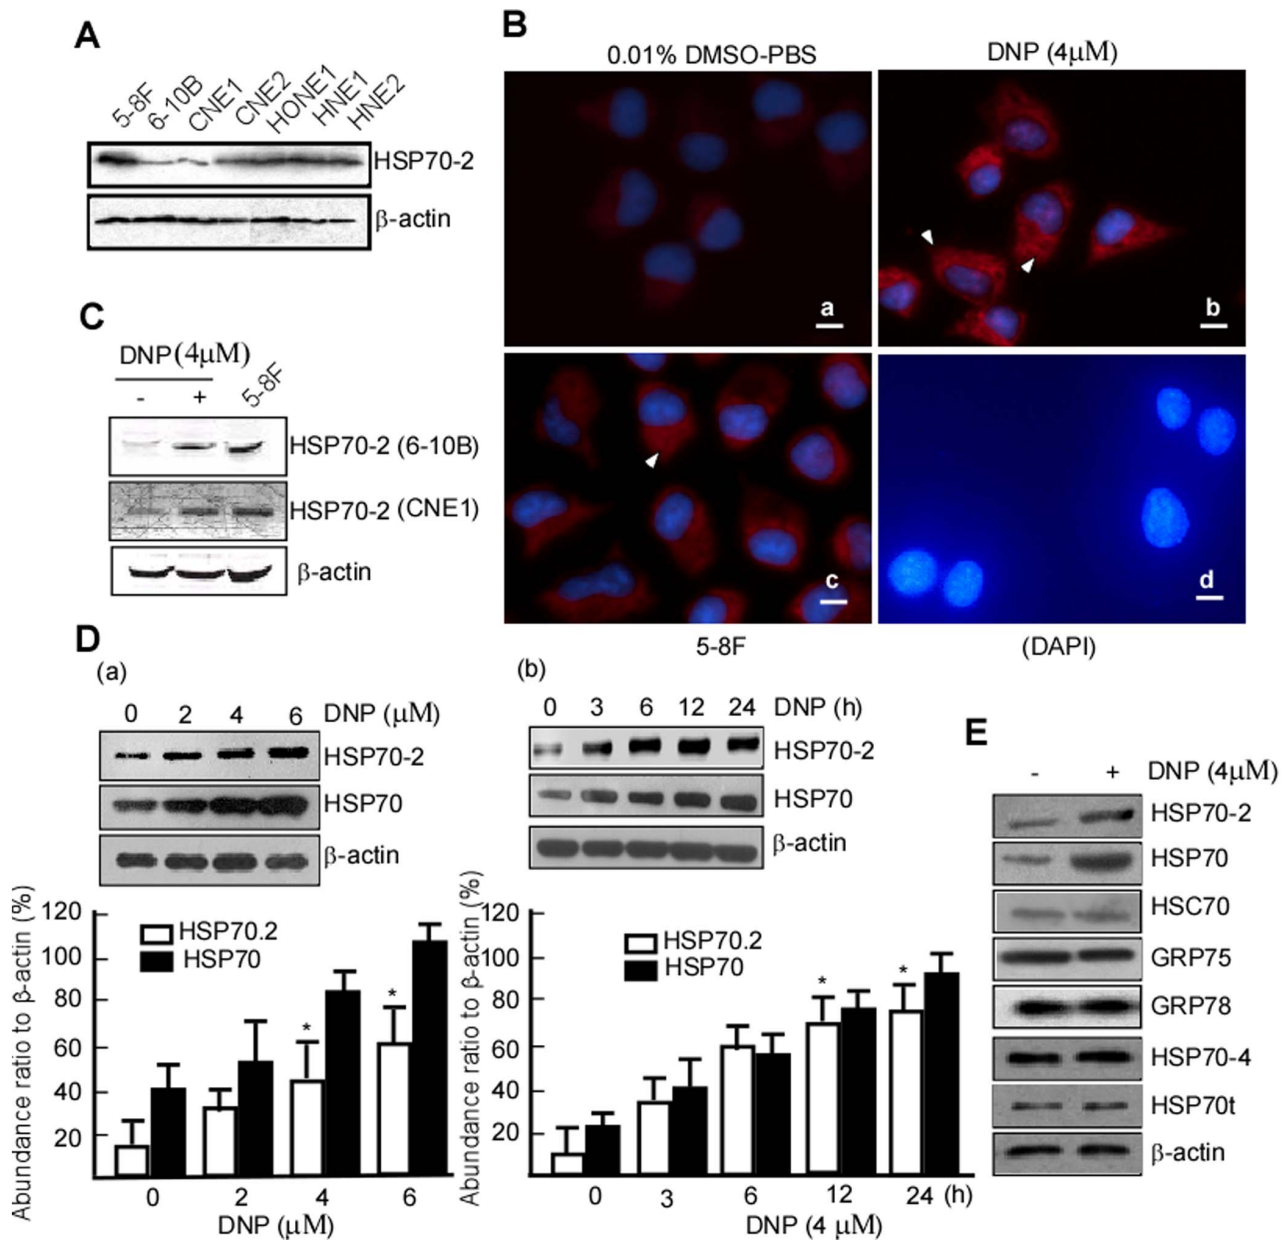 A
5-8F 6-10B CNE1 CNE2 HONE1 HNE1 HNE2
HSP70-2
β-actin
B
0.01% DMSO-PBS
DNP (4μM)
a
b
c
d
5-8F
(DAPI)
C
DNP (4μM)
- + 5-8F
HSP70-2 (6-10B)
HSP70-2 (CNE1)
β-actin
D
(a)
0 2 4 6 DNP (μM)
HSP70-2
HSP70
β-actin
Abundance ratio to β-actin (%)
120
100
80
60
40
20
HSP70.2
HSP70
*
*
0 2 4 6
DNP (μM)
(b)
0 3 6 12 24 DNP (h)
HSP70-2
HSP70
β-actin
Abundance ratio to β-actin (%)
120
100
80
60
40
20
HSP70.2
HSP70
*
*
0 3 6 12 24 (h)
DNP (4 μM)
E
- + DNP (4μM)
HSP70-2
HSP70
HSC70
GRP75
GRP78
HSP70-4
HSP70t
β-actin